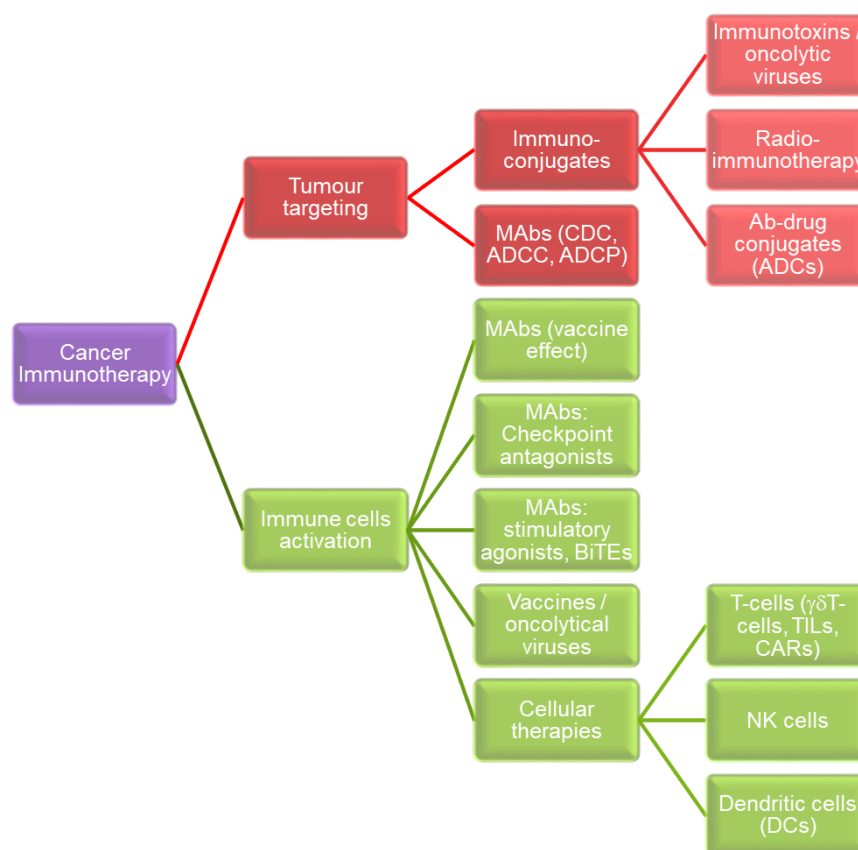 Immunotoxins /
oncolytic
viruses
Immuno-
conjugates
Radio-
immunotherapy
Tumour
targeting
MAbs (CDC,
ADCC, ADCP)
Ab-drug
conjugates
(ADCs)
Cancer
Immunotherapy
MAbs (vaccine
effect)
MAbs:
Checkpoint
antagonists
Immune cells
activation
MAbs:
stimulatory
agonists, BiTEs
Vaccines /
oncolytical
viruses
T-cells (γδT-
cells, TILs,
CARs)
Cellular
therapies
NK cells
Dendritic cells
(DCs)